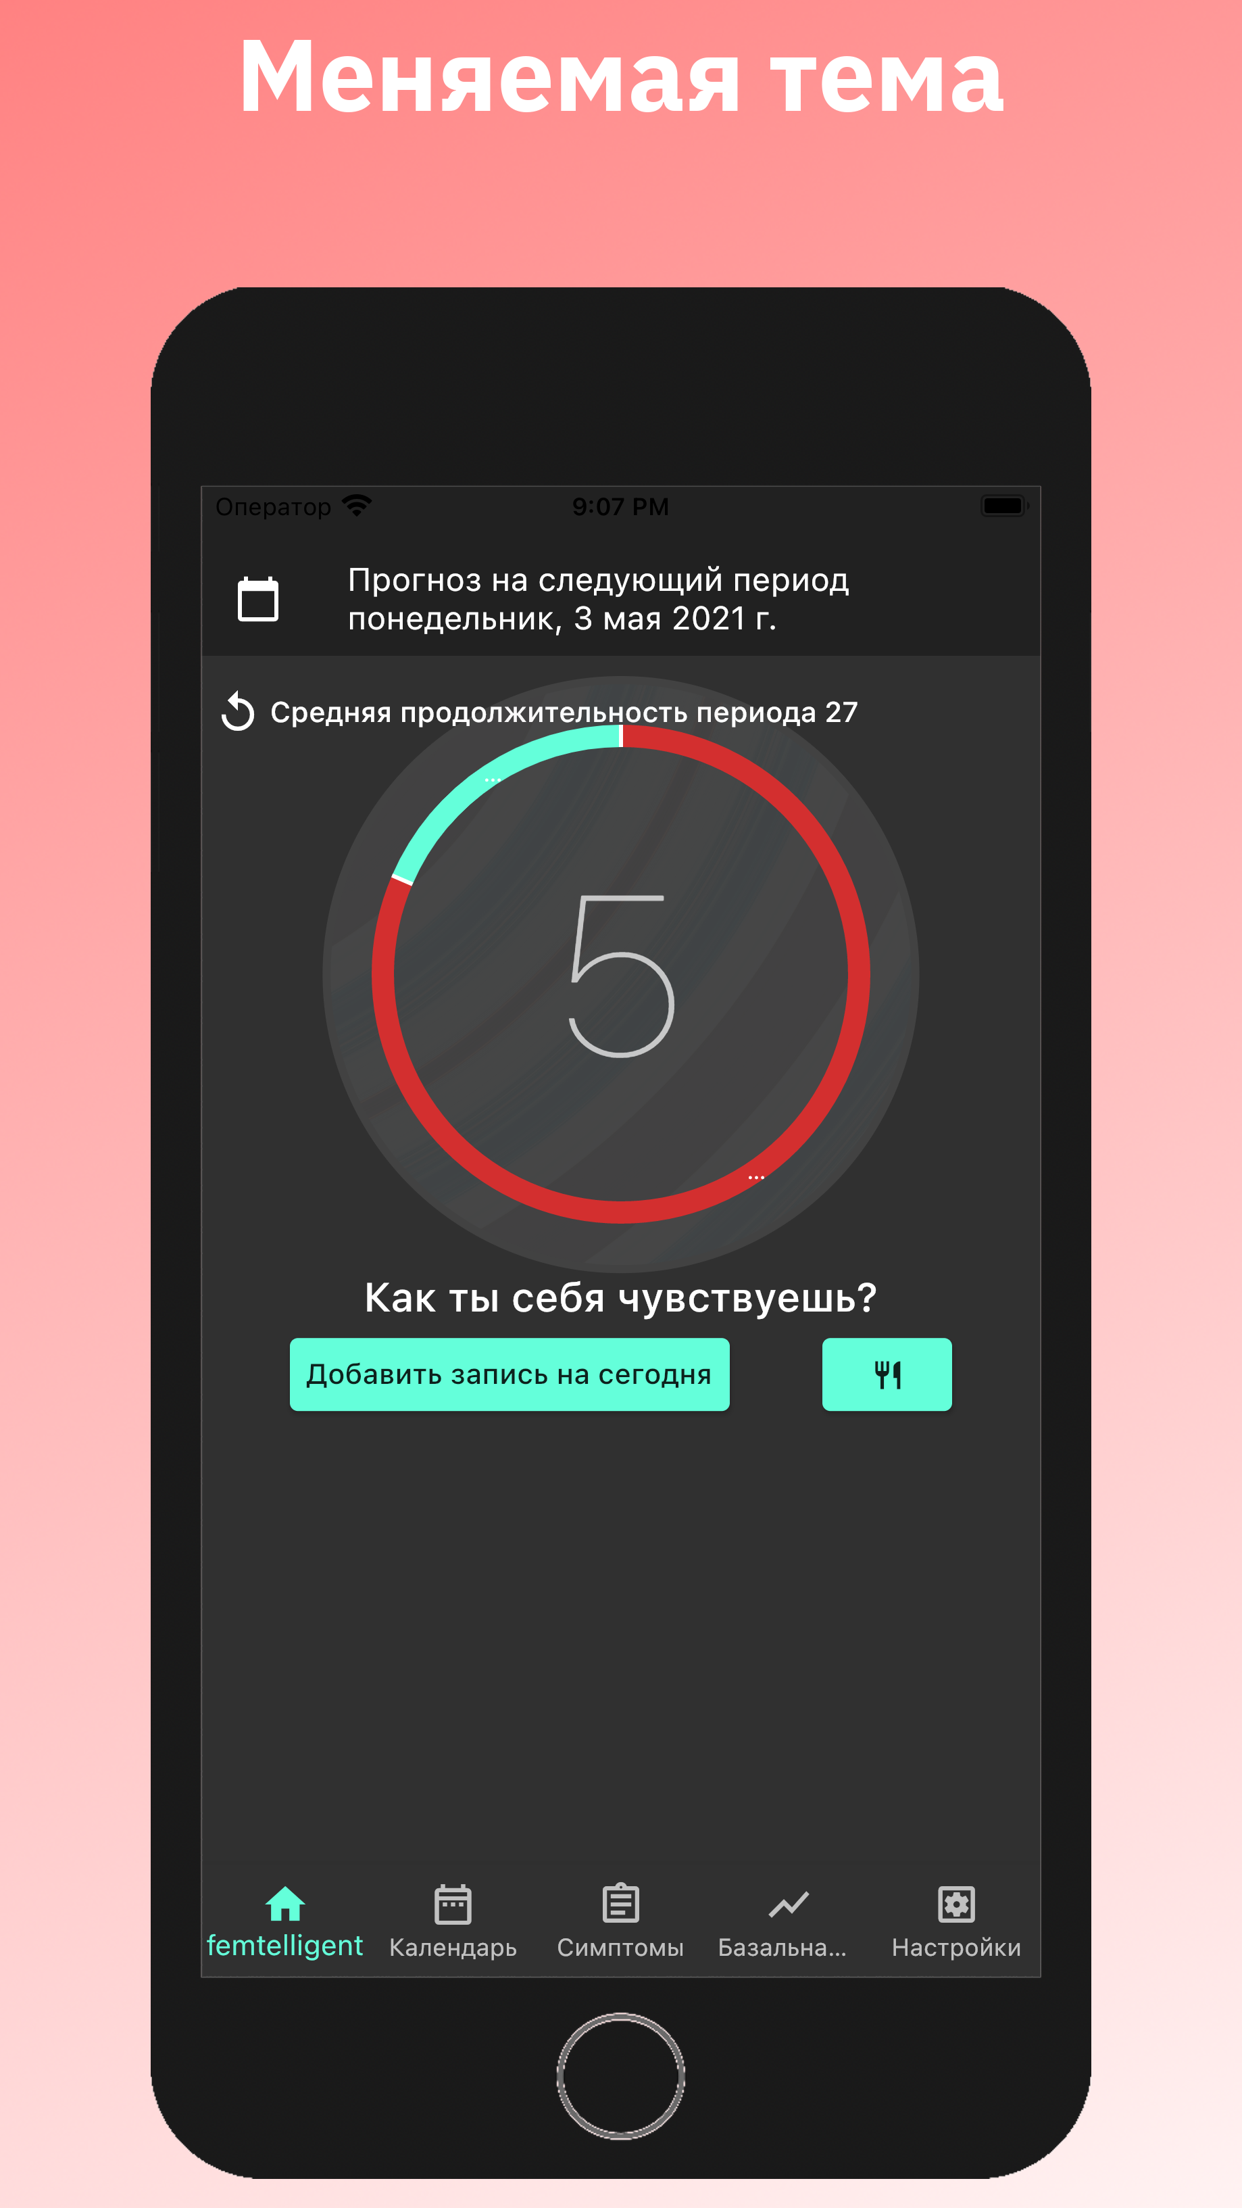 Меняемая тема
Оператор
9:07 PM
Прогноз на следующий период
понедельник, 3 мая 2021 г.
Средняя продолжительность периода 27
...
5
...
Как ты себя чувствуешь?
Добавить запись на сегодня
femtelligent
Календарь
Симптомы
Базальна...
Настройки